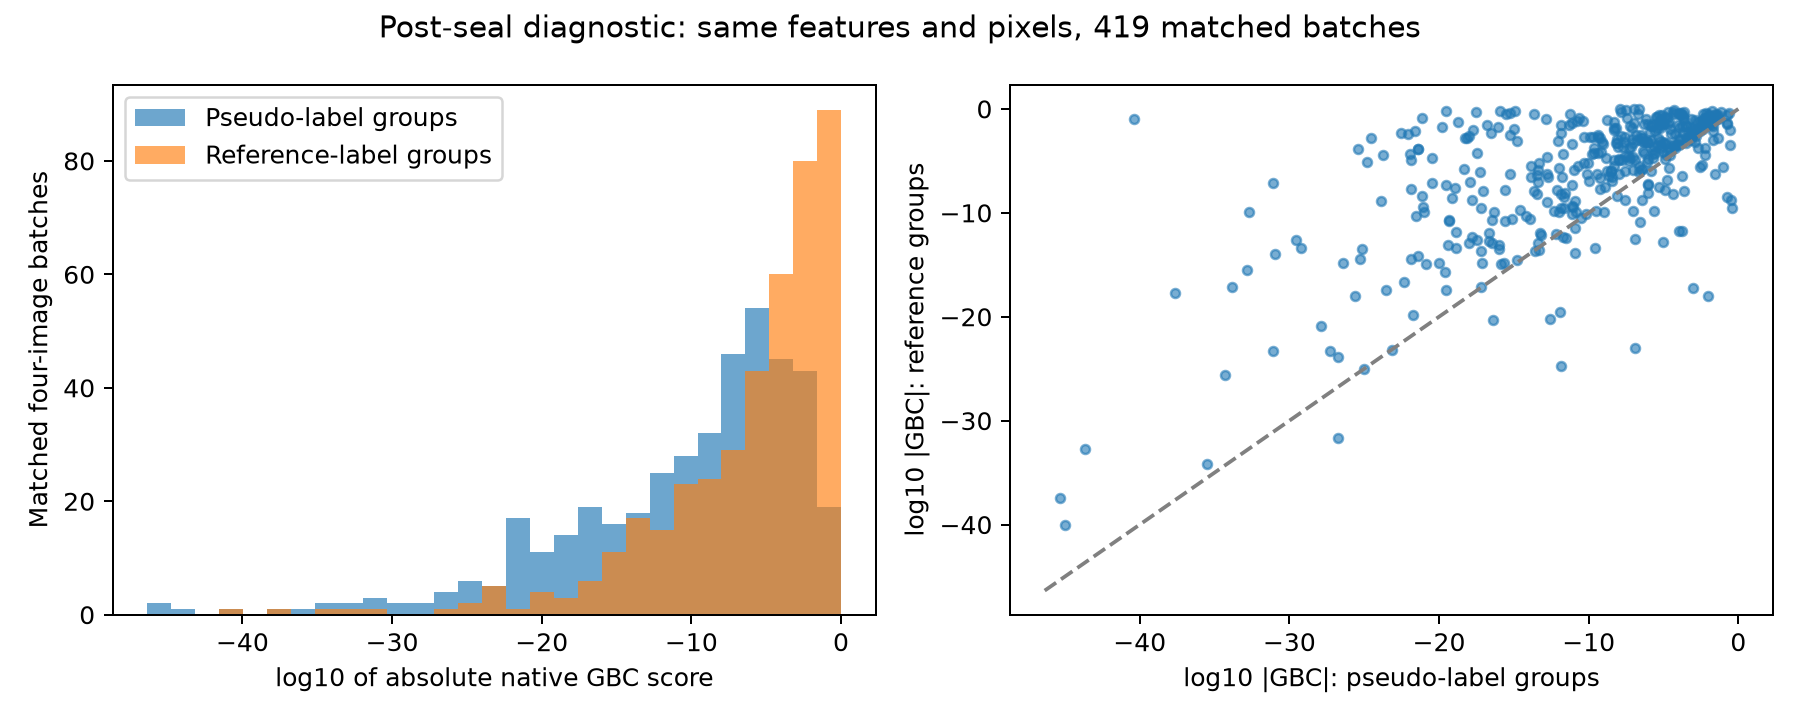 Post-seal diagnostic: same features and pixels, 419 matched batches
Pseudo-label groups
Reference-label groups
Matched four-image batches
80
60
40
20
0
−40
−30
−20
−10
0
log10 of absolute native GBC score
log10 |GBC|: reference groups
0
−10
−20
−30
−40
−40
−30
−20
−10
0
log10 |GBC|: pseudo-label groups